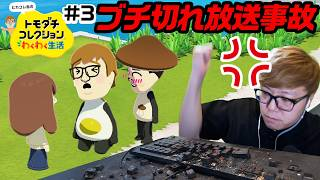 #3ブチ切れ放送事故
トモダチ
コレクション
わくわく生活